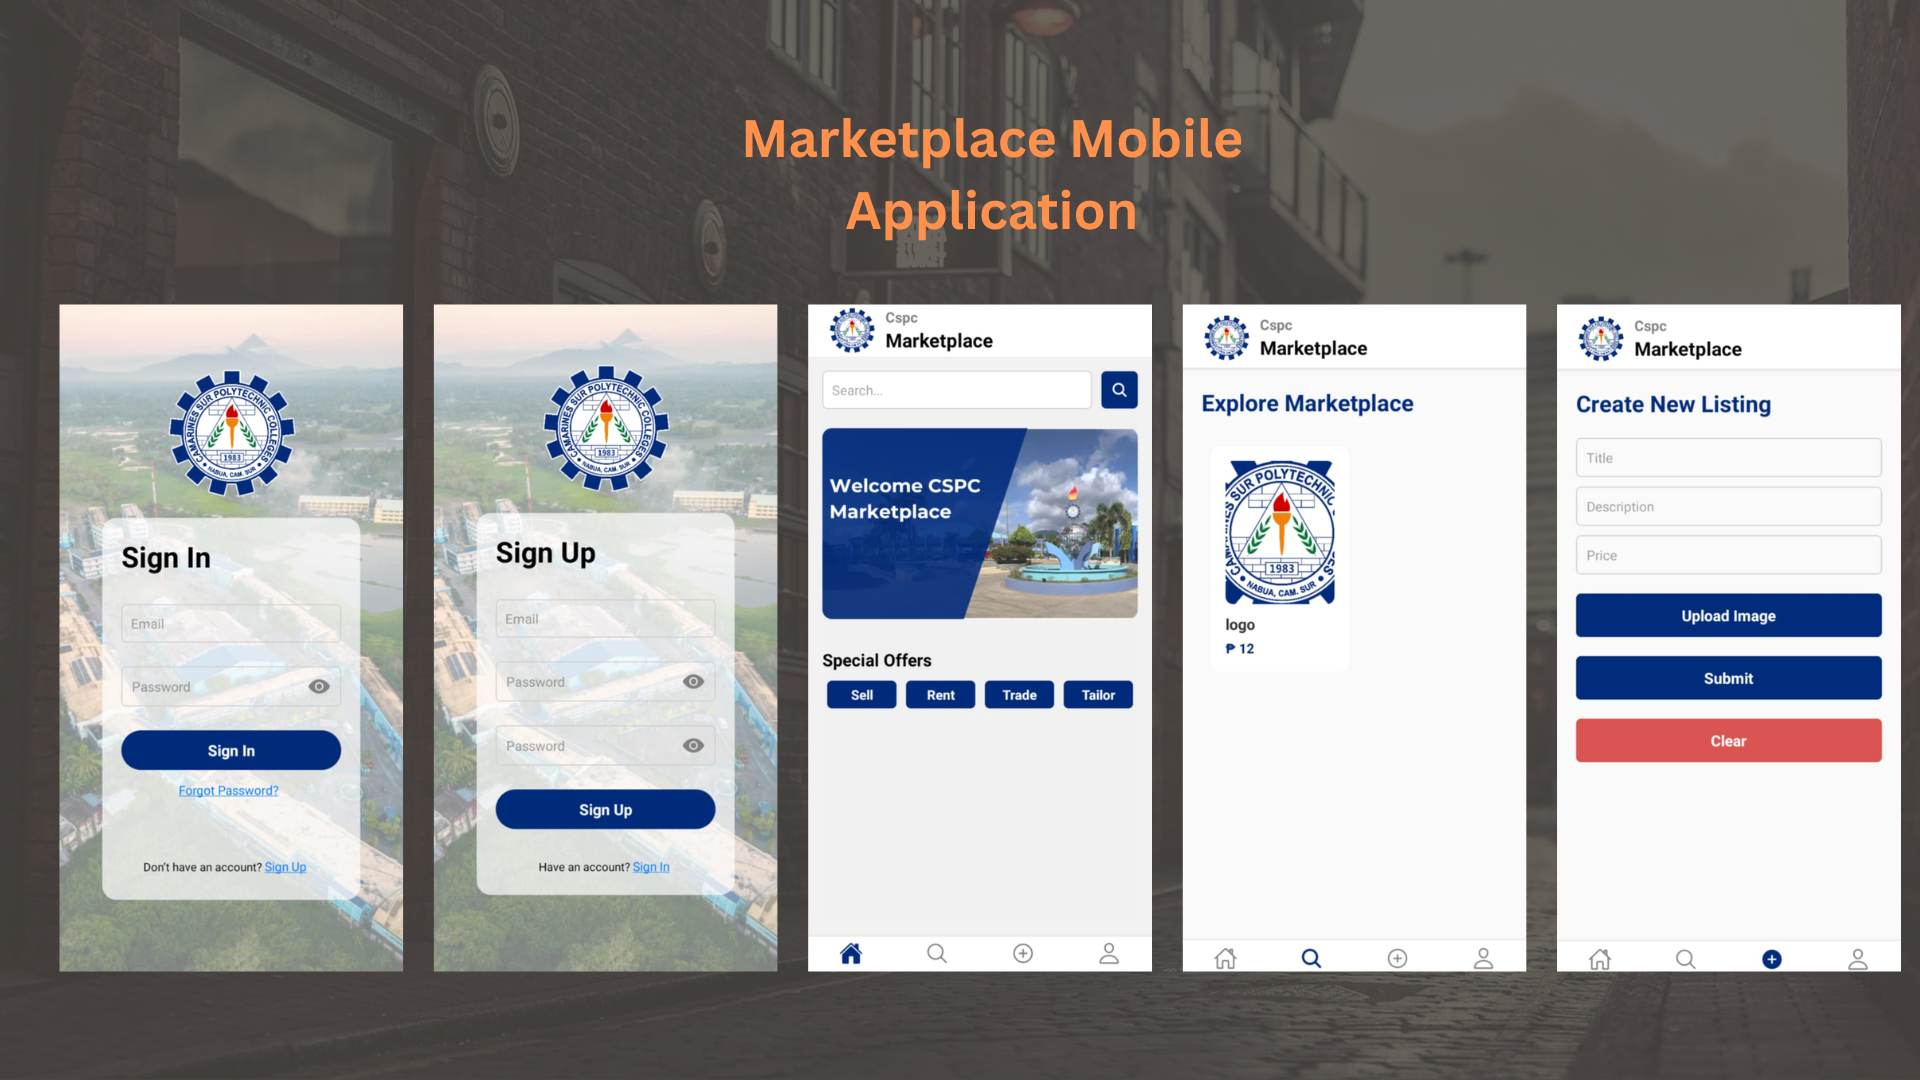 Marketplace Mobile
Application
CAMARINES SUR POLYTECHNIC COLLEGES
1983
NABUA, CAM. SUR
Sign In
Email
Password
Sign In
Forgot Password?
Don't have an account? Sign Up
CAMARINES SUR POLYTECHNIC COLLEGES
1983
NABUA, CAM. SUR
Sign Up
Email
Password
Password
Sign Up
Have an account? Sign In
Cspc
Marketplace
Search...
Welcome CSPC
Marketplace
Special Offers
Sell
Rent
Trade
Tailor
Cspc
Marketplace
Explore Marketplace
SUR POLYTECHNIC
1983
NABUA, CAM. SUR
logo
₱ 12
Cspc
Marketplace
Create New Listing
Title
Description
Price
Upload Image
Submit
Clear